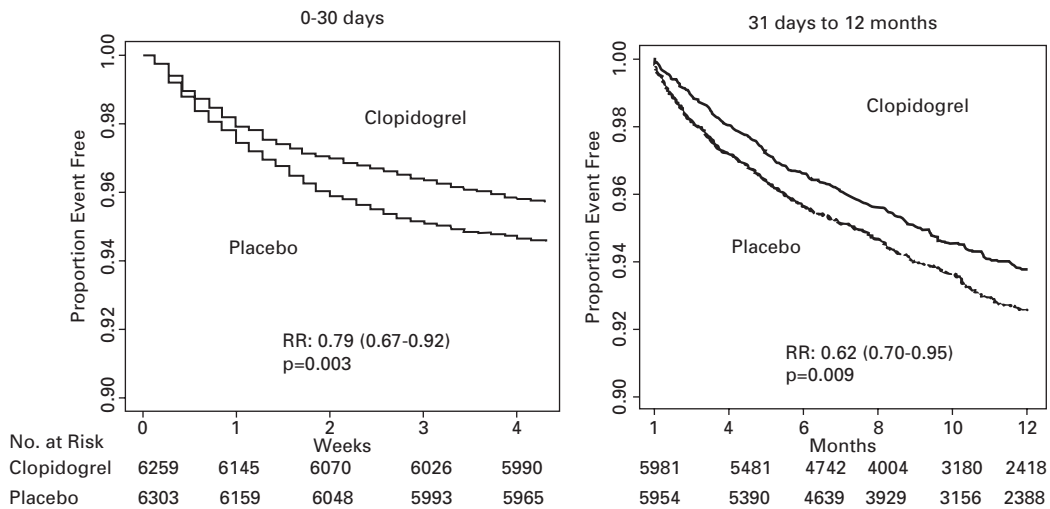 0-30 days
Proportion Event Free
1.00
0.98
0.96
0.94
0.92
0.90
Clopidogrel
Placebo
RR: 0.79 (0.67-0.92)
p=0.003
0 1 2 3 4
Weeks
31 days to 12 months
Proportion Event Free
1.00
0.98
0.96
0.94
0.92
0.90
Clopidogrel
Placebo
RR: 0.62 (0.70-0.95)
p=0.009
1 4 6 8 10 12
Months
No. at Risk
Clopidogrel 6259 6145 6070 6026 5990 5981 5481 4742 4004 3180 2418
Placebo 6303 6159 6048 5993 5965 5954 5390 4639 3929 3156 2388